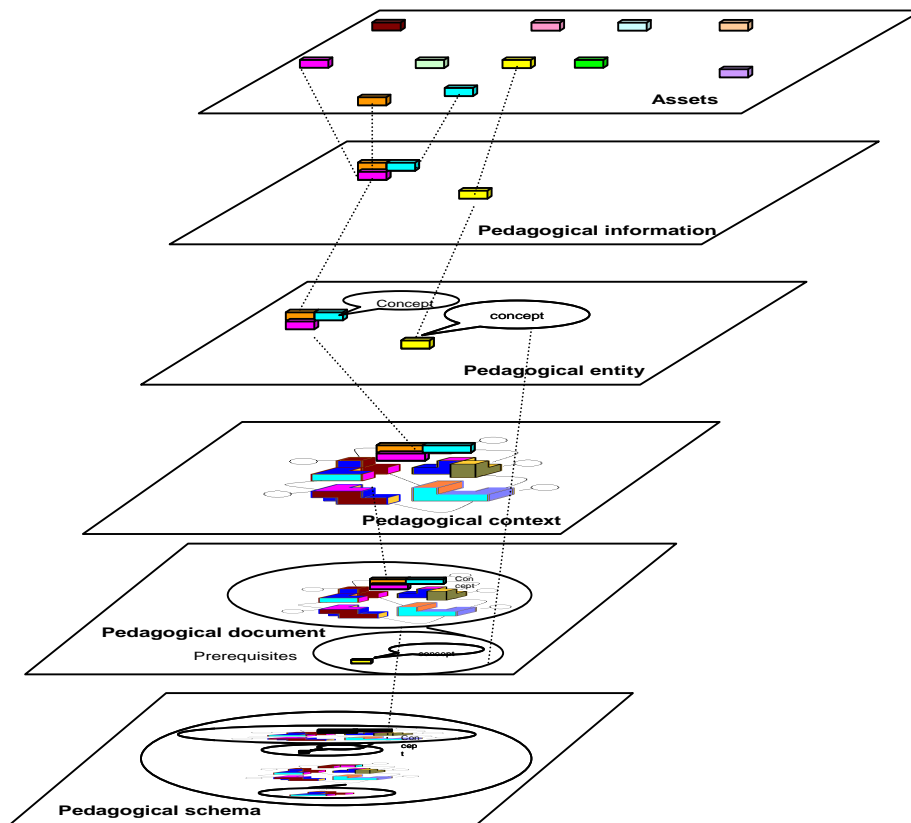 Assets
Pedagogical information
Concept
concept
Pedagogical entity
Pedagogical context
Con
cept
Pedagogical document
Prerequisites
concept
Con
cep
t
Pedagogical schema